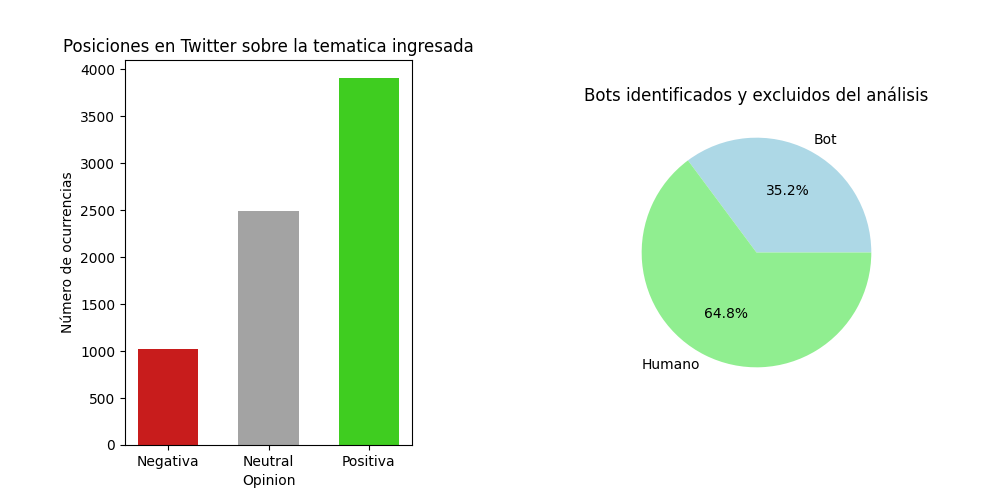 Posiciones en Twitter sobre la tematica ingresada
Número de ocurrencias
4000
3500
3000
2500
2000
1500
1000
500
0
Negativa
Neutral
Positiva
Opinion
Bots identificados y excluidos del análisis
Bot
35.2%
64.8%
Humano